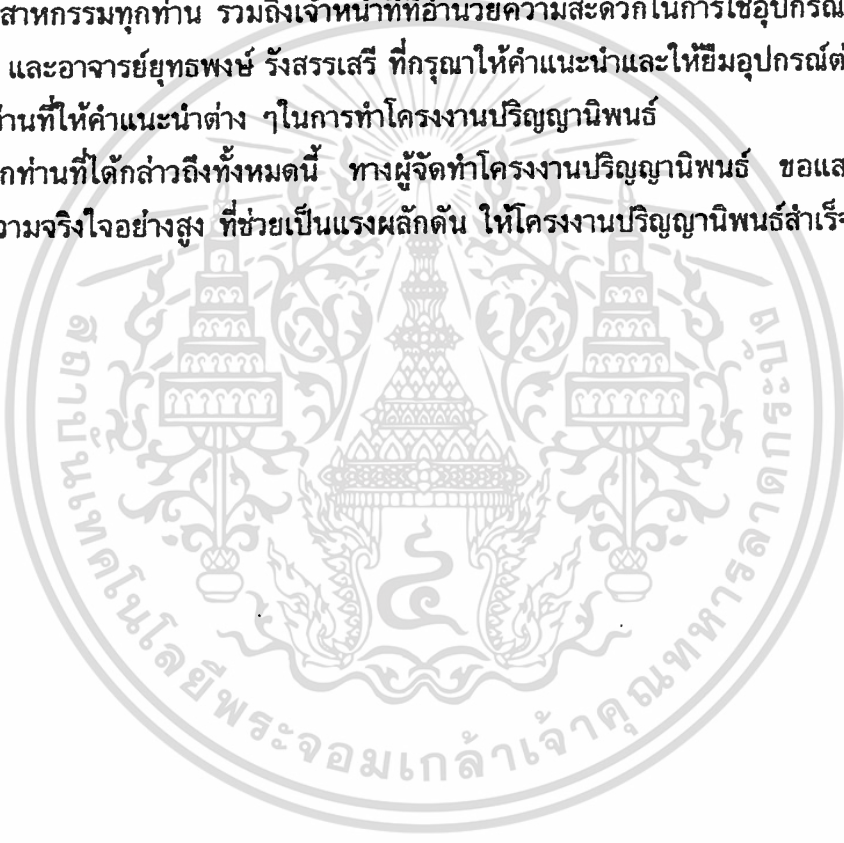 สาหกรรมทุกท่าน รวมถึงเจ้าหน้าที่ที่อำนวยความสะดวกในการใช้อุปกรณ์
และอาจารย์ยุทธพงษ์ รังสรรเสรี ที่กรุณาให้คำแนะนำและให้ยืมอุปกรณ์ต่
่านที่ให้คำแนะนำต่าง ๆในการทำโครงงานปริญญานิพนธ์
กท่านที่ได้กล่าวถึงทั้งหมดนี้ ทางผู้จัดทำโครงงานปริญญานิพนธ์ ขอแส
วามจริงใจอย่างสูง ที่ช่วยเป็นแรงผลักดัน ให้โครงงานปริญญานิพนธ์สำเร็จ
สถาบันเทคโนโลยีพระจอมเกล้าเจ้าคุณทหารลาดกระบัง
๔